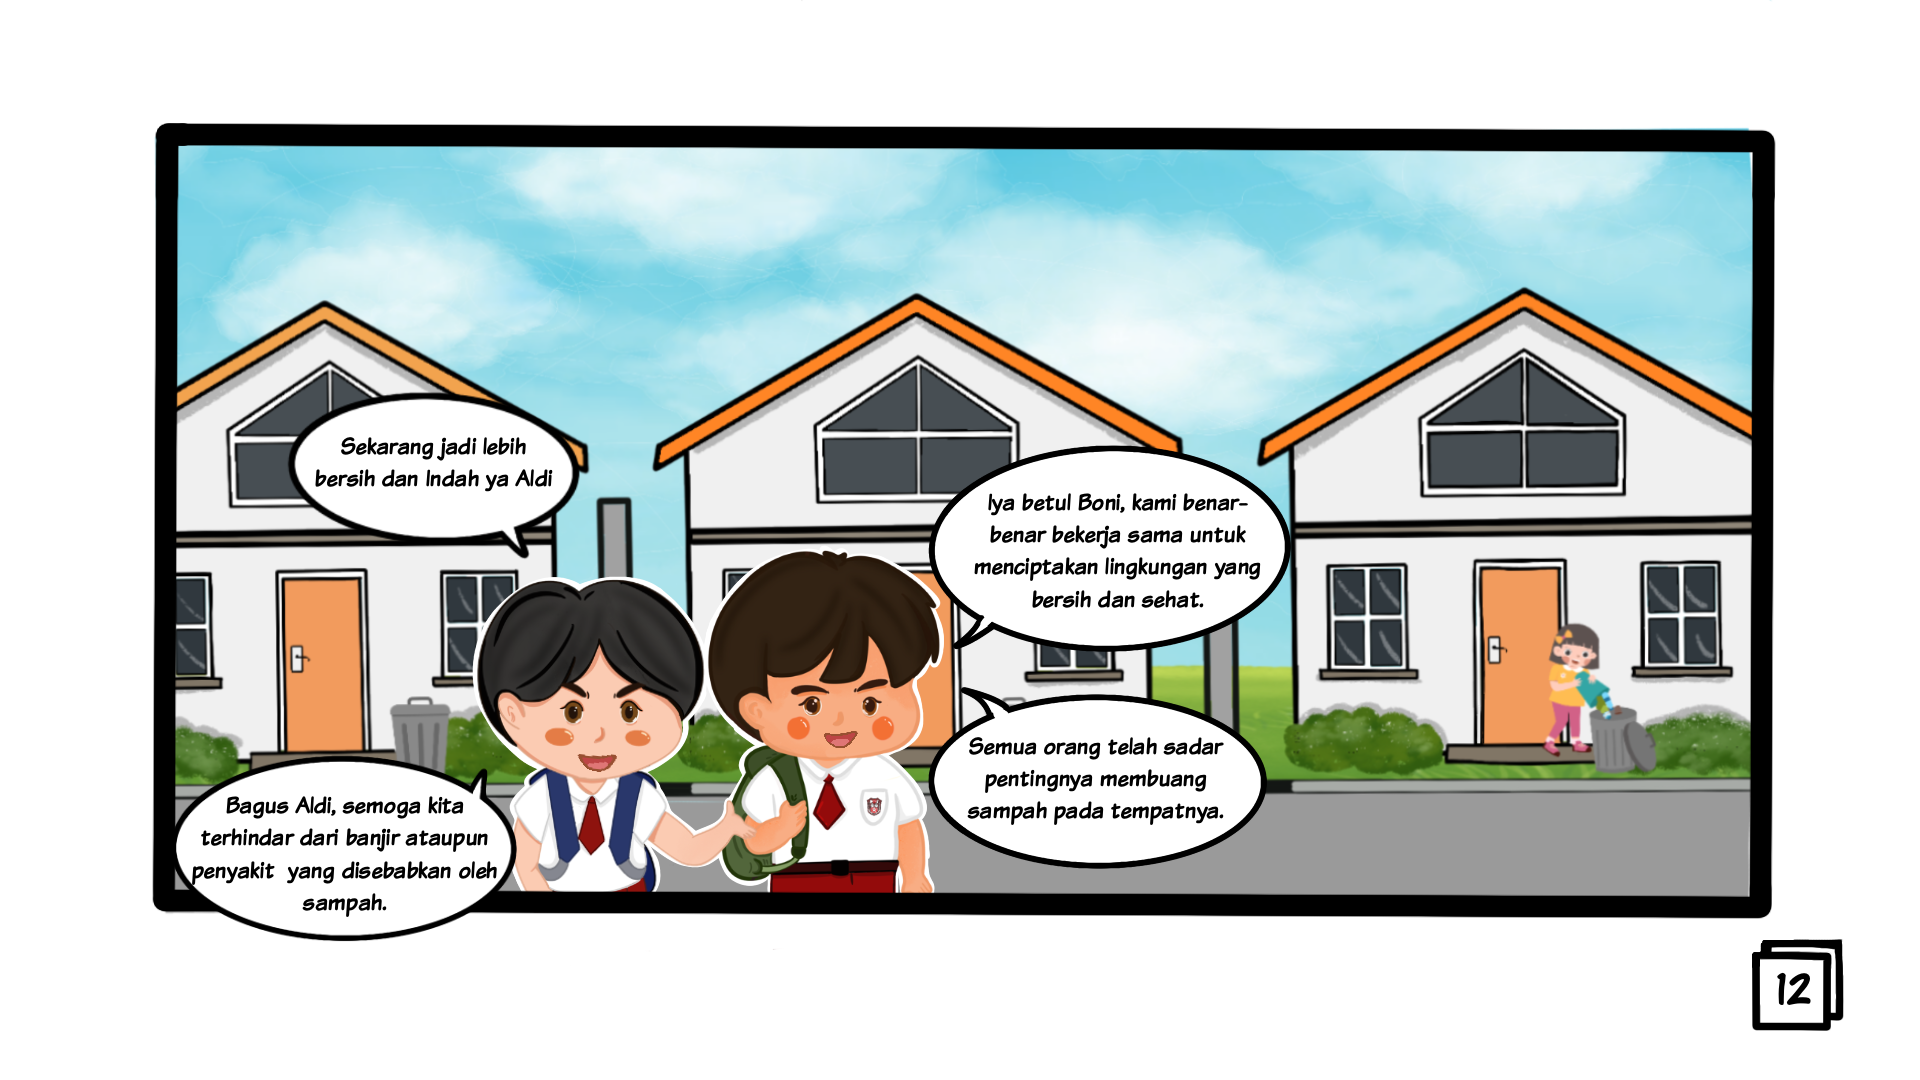 Sekarang jadi lebih
bersih dan Indah ya Aldi
Iya betul Boni, kami benar-
benar bekerja sama untuk
menciptakan lingkungan yang
bersih dan sehat.
Semua orang telah sadar
pentingnya membuang
sampah pada tempatnya.
Bagus Aldi, semoga kita
terhindar dari banjir ataupun
penyakit  yang disebabkan oleh
sampah.
12